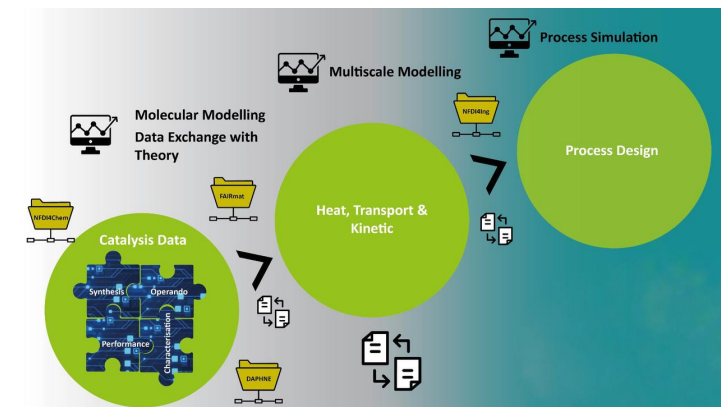 Process Simulation
Multiscale Modelling
Molecular Modelling
Data Exchange with
Theory
NFDI4Ing
Process Design
FAIRmat
NFDI4Chem
Heat, Transport &
Kinetic
Catalysis Data
Synthesis
Operando
Performance
Characterisation
DAPHNE